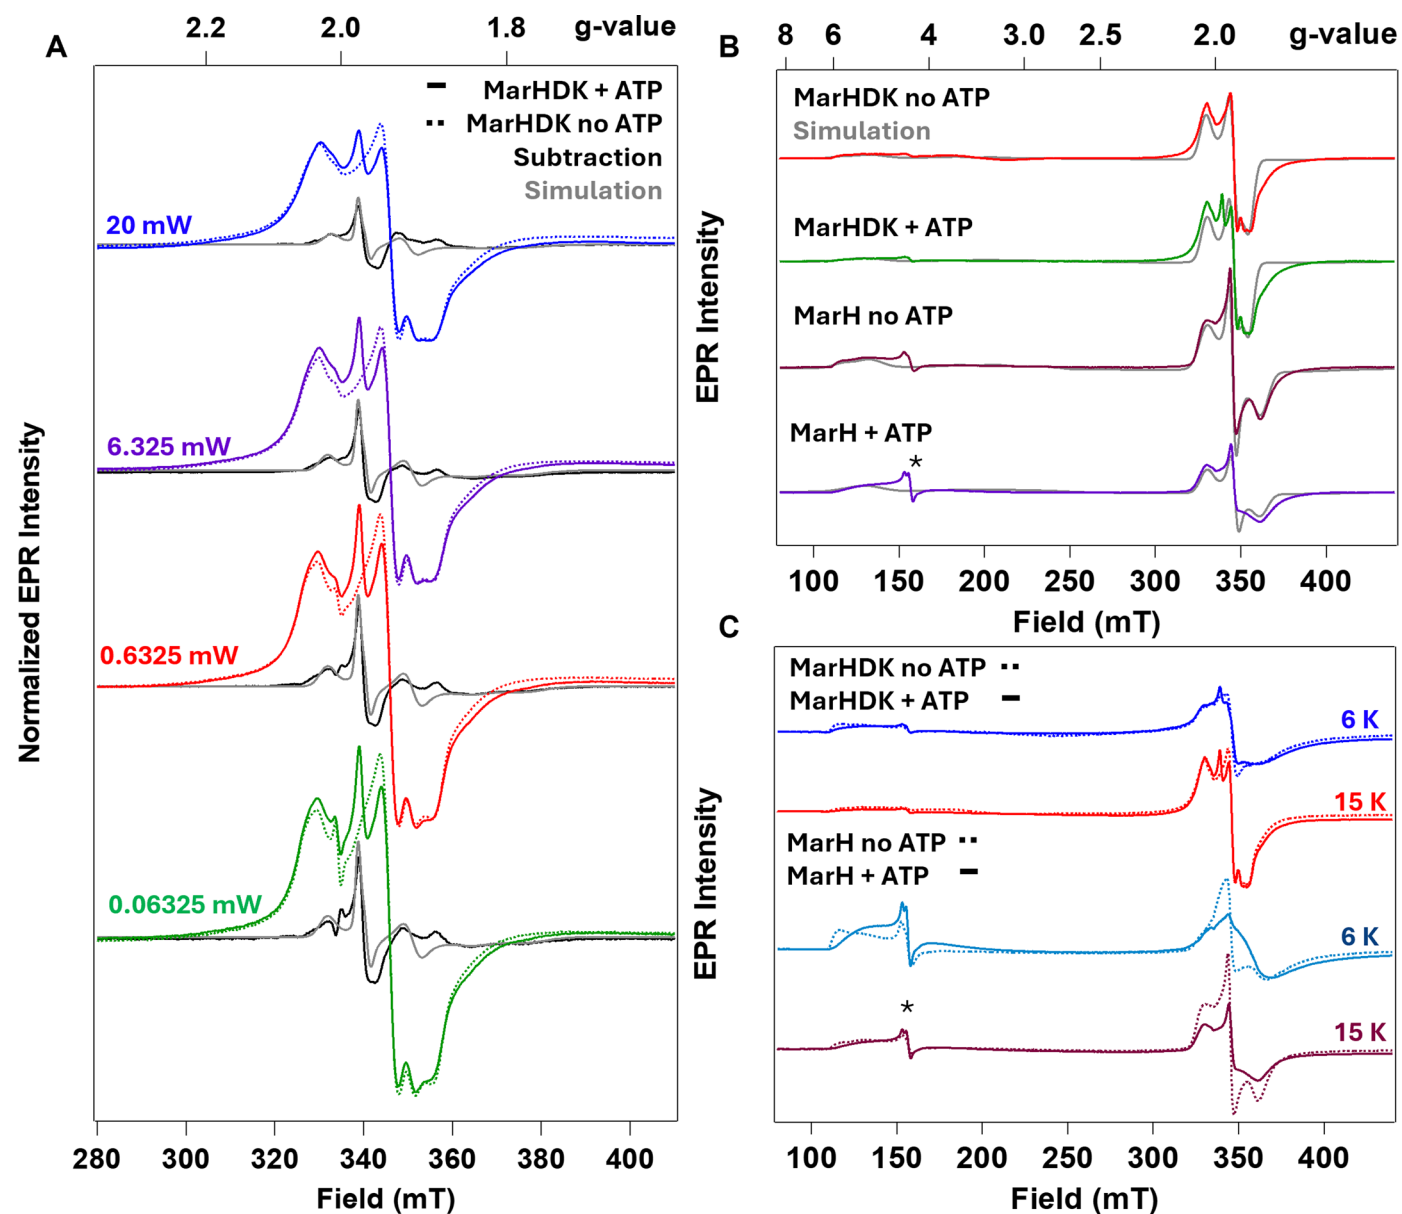 A
2.2 2.0 1.8 g-value
MarHDK + ATP
MarHDK no ATP
Subtraction
Simulation
20 mW
6.325 mW
0.6325 mW
0.06325 mW
Normalized EPR Intensity
280 300 320 340 360 380 400
Field (mT)
B
8 6 4 3.0 2.5 2.0 g-value
MarHDK no ATP
Simulation
MarHDK + ATP
MarH no ATP
MarH + ATP
*
EPR Intensity
100 150 200 250 300 350 400
Field (mT)
C
MarHDK no ATP
MarHDK + ATP
6 K
15 K
MarH no ATP
MarH + ATP
6 K
*
15 K
EPR Intensity
100 150 200 250 300 350 400
Field (mT)